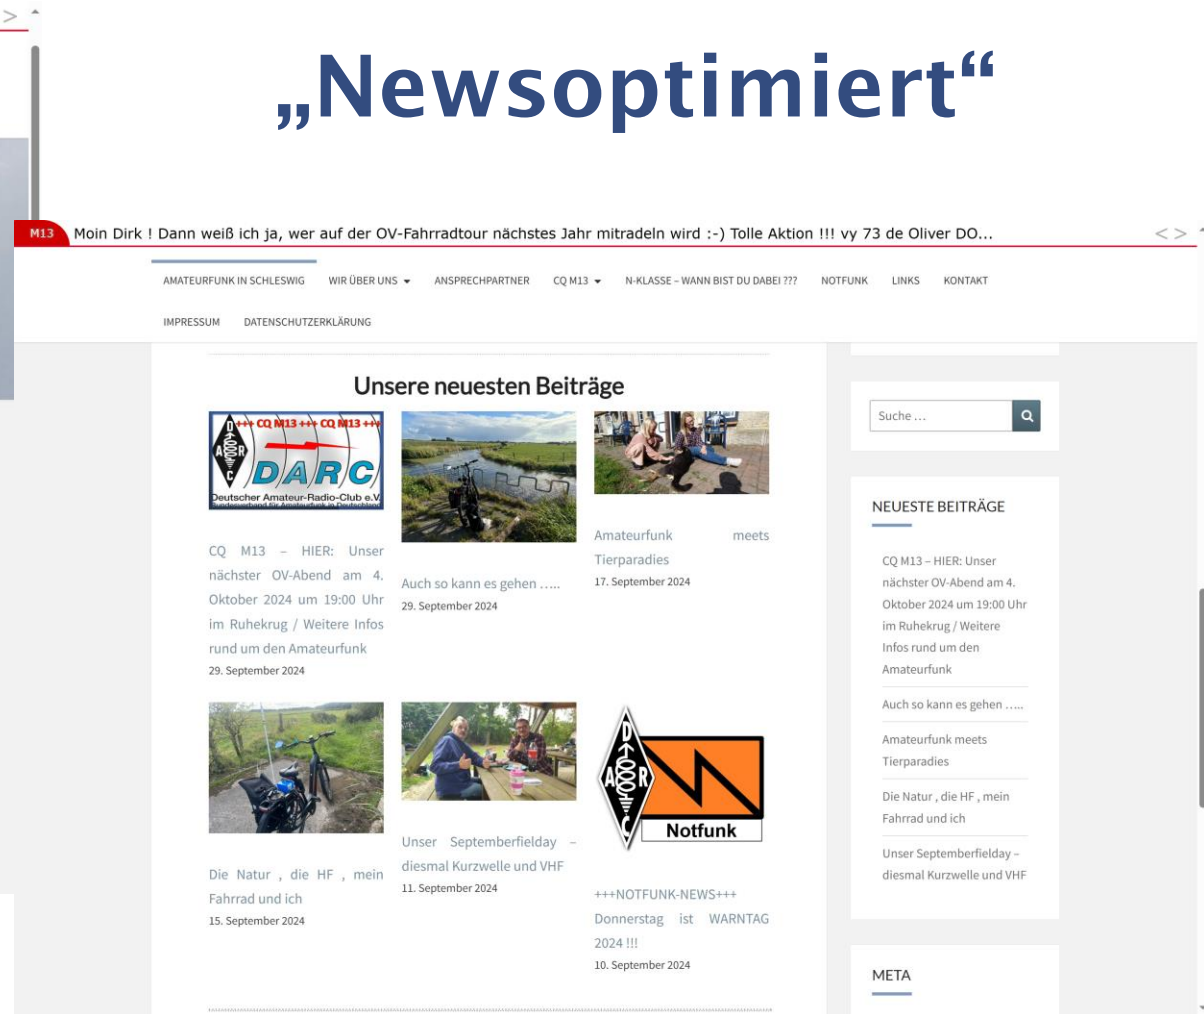 „Newsoptimiert“
M13 Moin Dirk ! Dann weiß ich ja, wer auf der OV-Fahrradtour nächstes Jahr mitradeln wird :-) Tolle Aktion !!! vy 73 de Oliver DO...
< >
AMATEURFUNK IN SCHLESWIG WIR ÜBER UNS ANSPRECHPARTNER CQ M13 N-KLASSE – WANN BIST DU DABEI ??? NOTFUNK LINKS KONTAKT
IMPRESSUM DATENSCHUTZERKLÄRUNG
Unsere neuesten Beiträge
+++ CQ M13 +++ CQ M13 +++
DARC
DARC
Deutscher Amateur-Radio-Club e.V.
Bundesverband für Amateurfunk in Deutschland
CQ M13 – HIER: Unser
nächster OV-Abend am 4.
Oktober 2024 um 19:00 Uhr
im Ruhekrug / Weitere Infos
rund um den Amateurfunk
29. September 2024
Auch so kann es gehen …..
29. September 2024
Amateurfunk meets
Tierparadies
17. September 2024
Die Natur , die HF , mein
Fahrrad und ich
15. September 2024
Unser Septemberfielday –
diesmal Kurzwelle und VHF
11. September 2024
DARC
Notfunk
+++NOTFUNK-NEWS+++
Donnerstag ist WARNTAG
2024 !!!
10. September 2024
Suche …
NEUESTE BEITRÄGE
CQ M13 – HIER: Unser
nächster OV-Abend am 4.
Oktober 2024 um 19:00 Uhr
im Ruhekrug / Weitere
Infos rund um den
Amateurfunk
Auch so kann es gehen …..
Amateurfunk meets
Tierparadies
Die Natur , die HF , mein
Fahrrad und ich
Unser Septemberfielday –
diesmal Kurzwelle und VHF
META